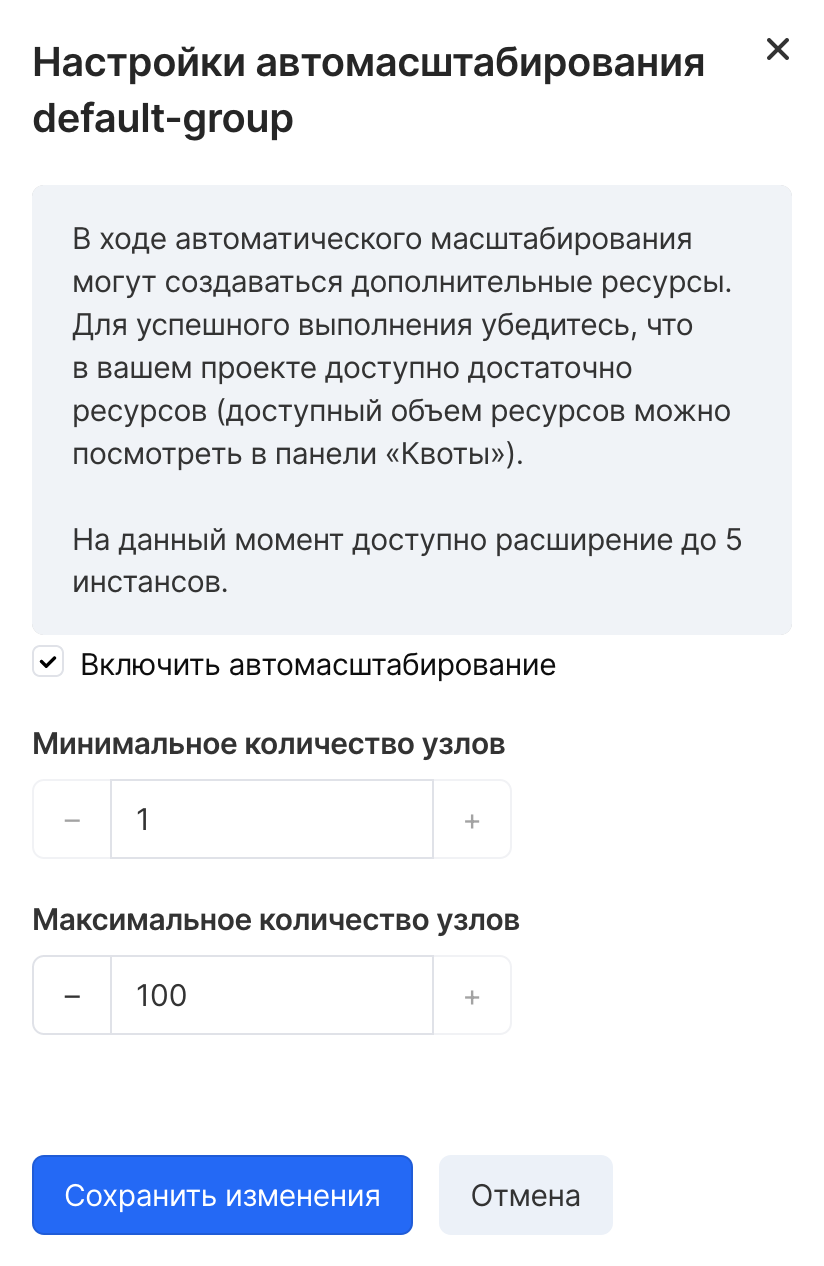 Настройки автомасштабирования
default-group
В ходе автоматического масштабирования
могут создаваться дополнительные ресурсы.
Для успешного выполнения убедитесь, что
в вашем проекте доступно достаточно
ресурсов (доступный объем ресурсов можно
посмотреть в панели «Квоты»).
На данный момент доступно расширение до 5
инстансов.
Включить автомасштабирование
Минимальное количество узлов
− 1 +
Максимальное количество узлов
− 100 +
Сохранить изменения Отмена